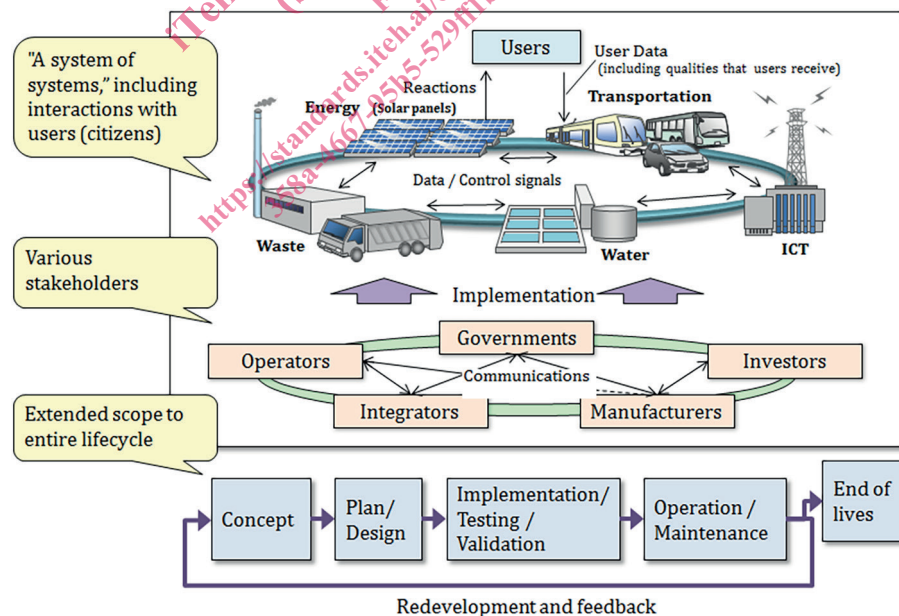 "A system of
systems," including
interactions with
users (citizens)
Users
User Data
(including qualities that users receive)
Reactions
Energy (Solar panels)
Transportation
Data / Control signals
Waste
Water
ICT
Various
stakeholders
Implementation
Governments
Operators
Investors
Communications
Integrators
Manufacturers
Extended scope to
entire lifecycle
Concept
Plan/
Design
Implementation/
Testing /
Validation
Operation /
Maintenance
End of
lives
Redevelopment and feedback